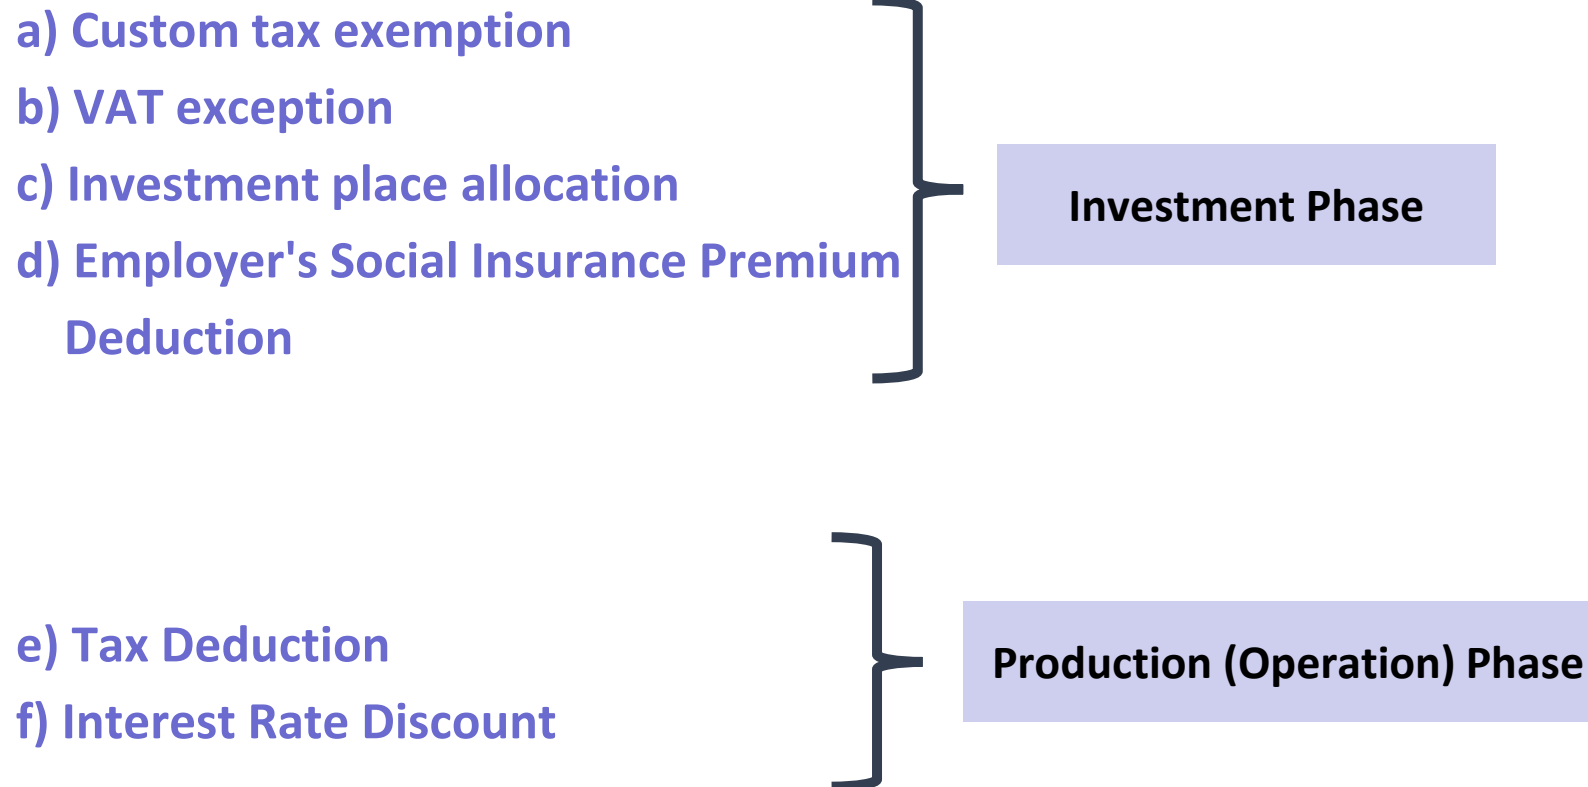 a) Custom tax exemption
b) VAT exception
c) Investment place allocation
d) Employer's Social Insurance Premium
Deduction
Investment Phase
e) Tax Deduction
f) Interest Rate Discount
Production (Operation) Phase